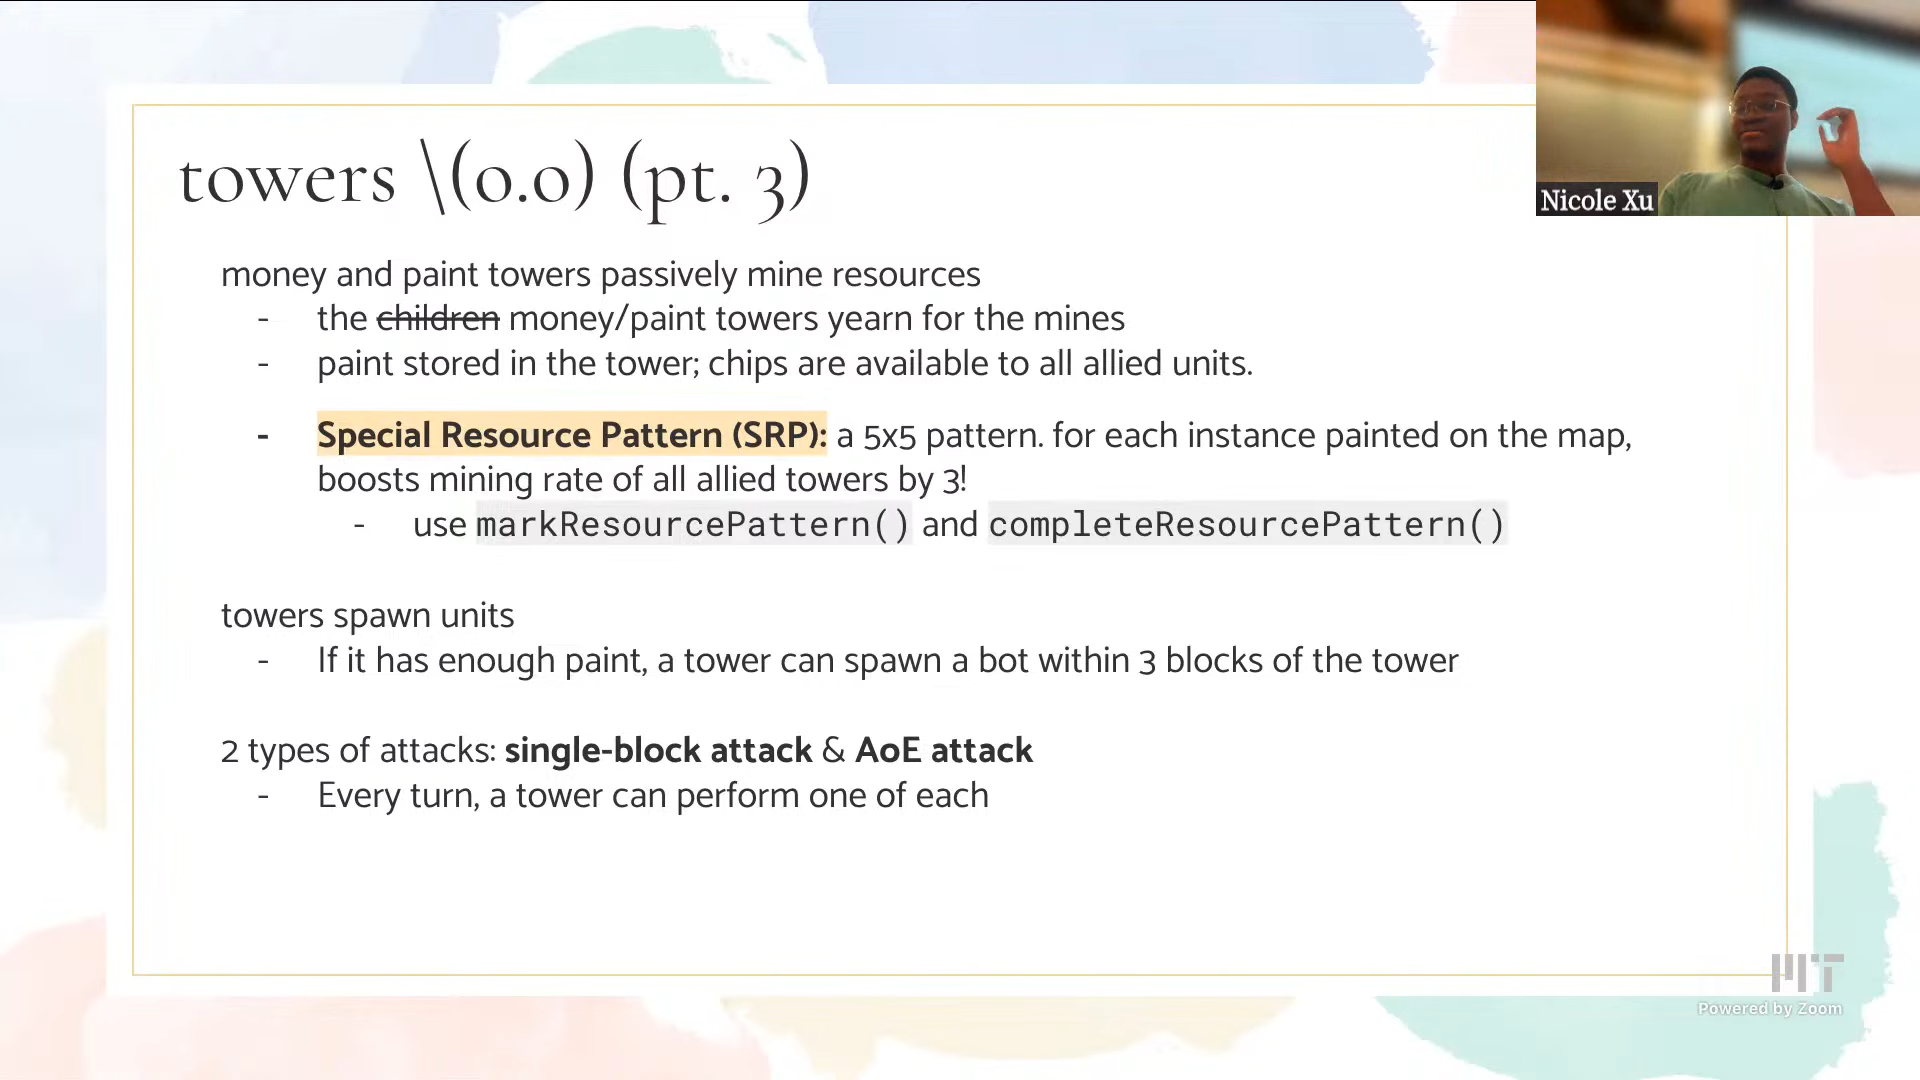 towers \(o.o) (pt. 3)
Nicole Xu
money and paint towers passively mine resources
- the children money/paint towers yearn for the mines
- paint stored in the tower; chips are available to all allied units.
- Special Resource Pattern (SRP): a 5x5 pattern. for each instance painted on the map,
boosts mining rate of all allied towers by 3!
- use markResourcePattern() and completeResourcePattern()
towers spawn units
- If it has enough paint, a tower can spawn a bot within 3 blocks of the tower
2 types of attacks: single-block attack & AoE attack
- Every turn, a tower can perform one of each
MIT
Powered by Zoom